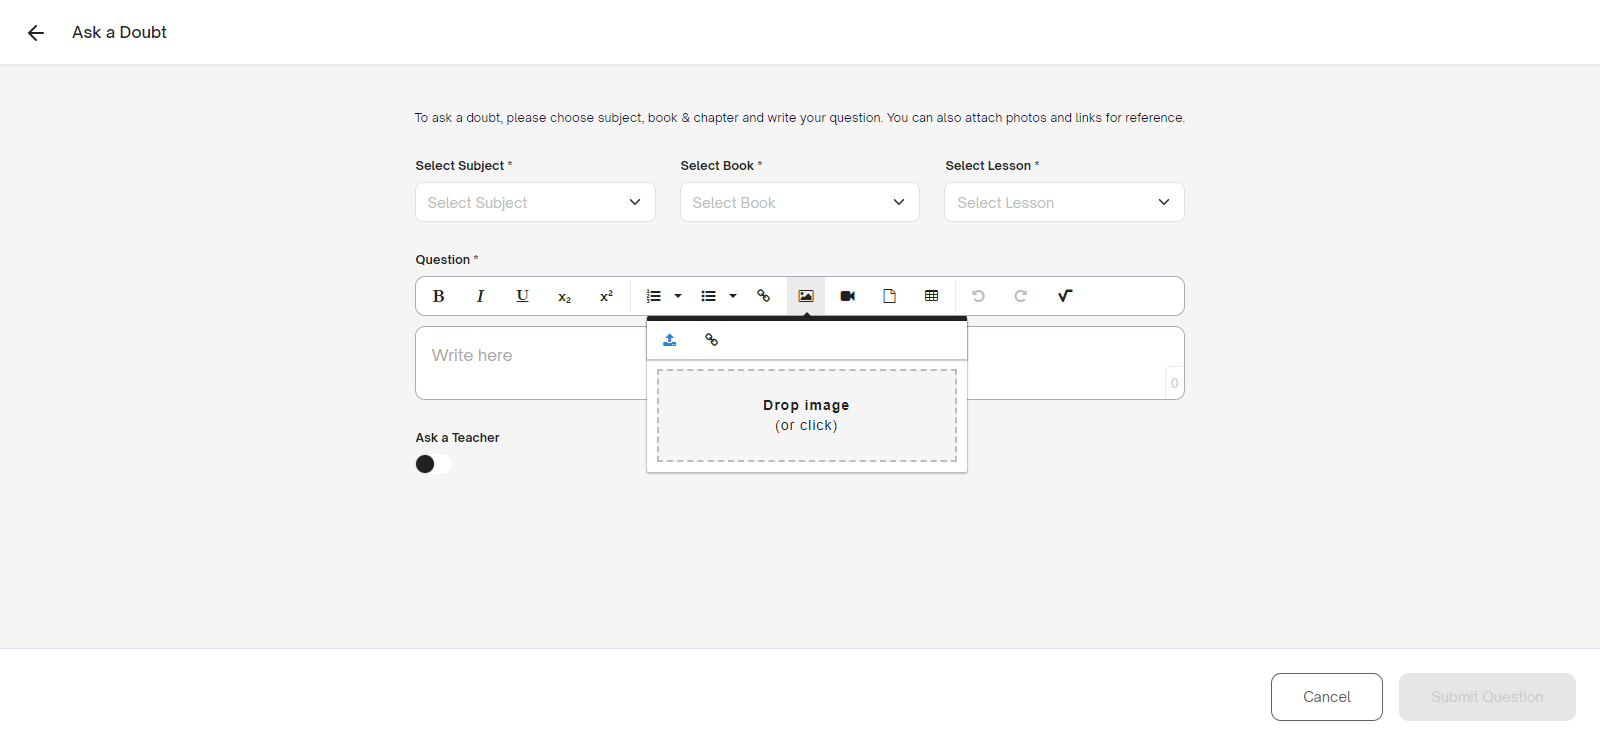 Ask a Doubt
To ask a doubt, please choose subject, book & chapter and write your question. You can also attach photos and links for reference.
Select Subject * Select Book * Select Lesson *
Select Subject Select Book Select Lesson
Question *
B I U x₂ x²
Write here
0
Drop image
(or click)
Ask a Teacher
Cancel Submit Question